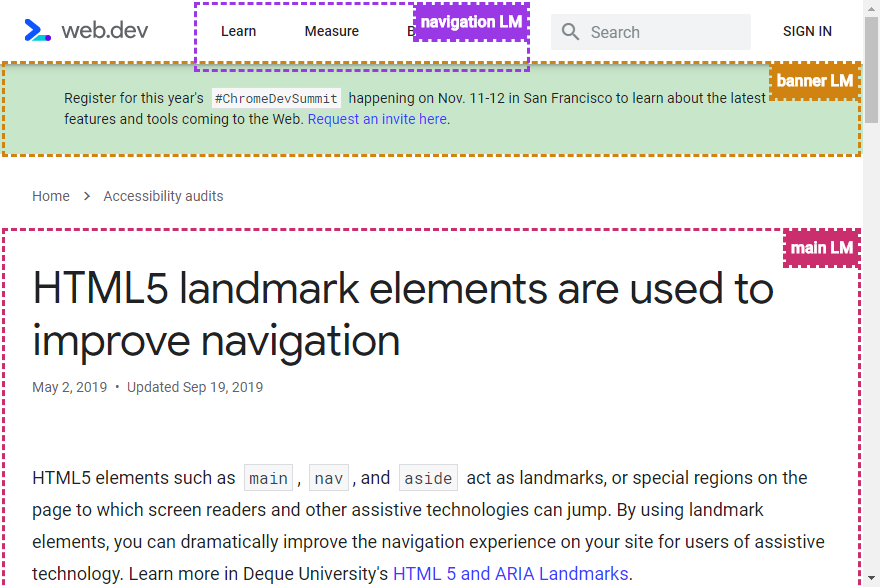 web.dev
Learn Measure navigation LM Search SIGN IN
banner LM
Register for this year's #ChromeDevSummit happening on Nov. 11-12 in San Francisco to learn about the latest
features and tools coming to the Web. Request an invite here.
Home > Accessibility audits
main LM
HTML5 landmark elements are used to
improve navigation
May 2, 2019 • Updated Sep 19, 2019
HTML5 elements such as main , nav , and aside act as landmarks, or special regions on the
page to which screen readers and other assistive technologies can jump. By using landmark
elements, you can dramatically improve the navigation experience on your site for users of assistive
technology. Learn more in Deque University's HTML 5 and ARIA Landmarks.